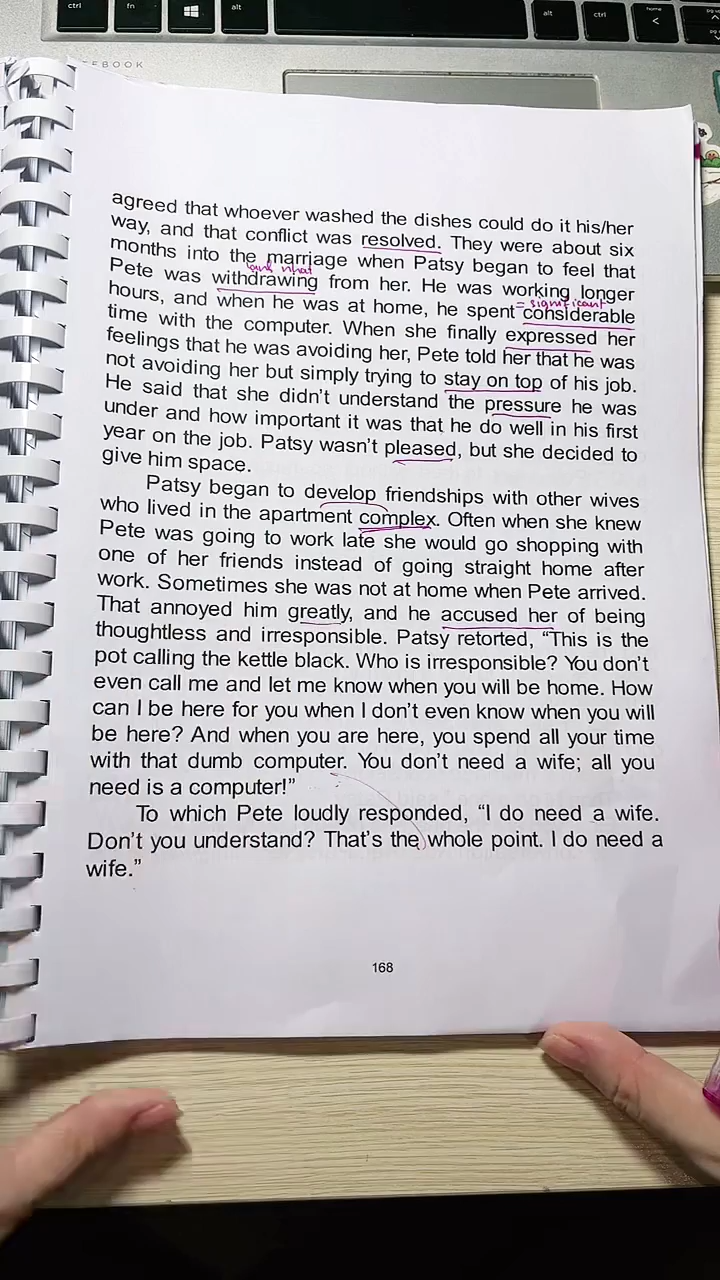 ctrl fn alt alt ctrl home
EBOOK
agreed that whoever washed the dishes could do it his/her
way, and that conflict was resolved. They were about six
months into the marriage when Patsy began to feel that
Pete was withdrawing from her. He was working longer
= significant
hours, and when he was at home, he spent considerable
time with the computer. When she finally expressed her
feelings that he was avoiding her, Pete told her that he was
not avoiding her but simply trying to stay on top of his job.
He said that she didn't understand the pressure he was
under and how important it was that he do well in his first
year on the job. Patsy wasn't pleased, but she decided to
give him space.
Patsy began to develop friendships with other wives
who lived in the apartment complex. Often when she knew
Pete was going to work late she would go shopping with
one of her friends instead of going straight home after
work. Sometimes she was not at home when Pete arrived.
That annoyed him greatly, and he accused her of being
thoughtless and irresponsible. Patsy retorted, “This is the
pot calling the kettle black. Who is irresponsible? You don't
even call me and let me know when you will be home. How
can I be here for you when I don't even know when you will
be here? And when you are here, you spend all your time
with that dumb computer. You don't need a wife; all you
need is a computer!”
To which Pete loudly responded, “I do need a wife.
Don't you understand? That's the whole point. I do need a
wife.”
168